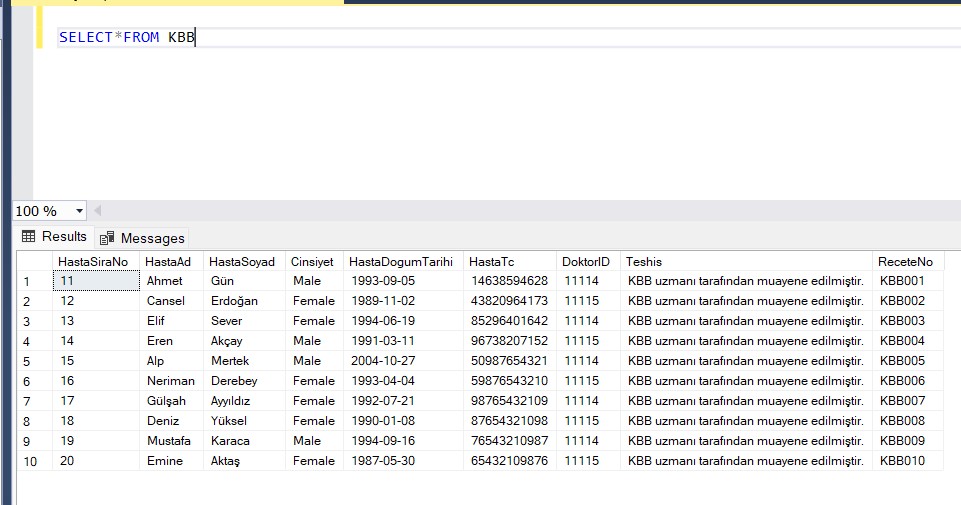 SELECT*FROM KBB
100 %
Results Messages
HastaSiraNo HastaAd HastaSoyad Cinsiyet HastaDogumTarihi HastaTc DoktorID Teshis ReceteNo
1 11 Ahmet Gün Male 1993-09-05 14638594628 11114 KBB uzmanı tarafından muayene edilmiştir. KBB001
2 12 Cansel Erdoğan Female 1989-11-02 43820964173 11115 KBB uzmanı tarafından muayene edilmiştir. KBB002
3 13 Elif Sever Female 1994-06-19 85296401642 11114 KBB uzmanı tarafından muayene edilmiştir. KBB003
4 14 Eren Akçay Male 1991-03-11 96738207152 11115 KBB uzmanı tarafından muayene edilmiştir. KBB004
5 15 Alp Mertek Male 2004-10-27 50987654321 11114 KBB uzmanı tarafından muayene edilmiştir. KBB005
6 16 Neriman Derebey Female 1993-04-04 59876543210 11115 KBB uzmanı tarafından muayene edilmiştir. KBB006
7 17 Gülşah Ayyıldız Female 1992-07-21 98765432109 11114 KBB uzmanı tarafından muayene edilmiştir. KBB007
8 18 Deniz Yüksel Female 1990-01-08 87654321098 11115 KBB uzmanı tarafından muayene edilmiştir. KBB008
9 19 Mustafa Karaca Male 1994-09-16 76543210987 11114 KBB uzmanı tarafından muayene edilmiştir. KBB009
10 20 Emine Aktaş Female 1987-05-30 65432109876 11115 KBB uzmanı tarafından muayene edilmiştir. KBB010